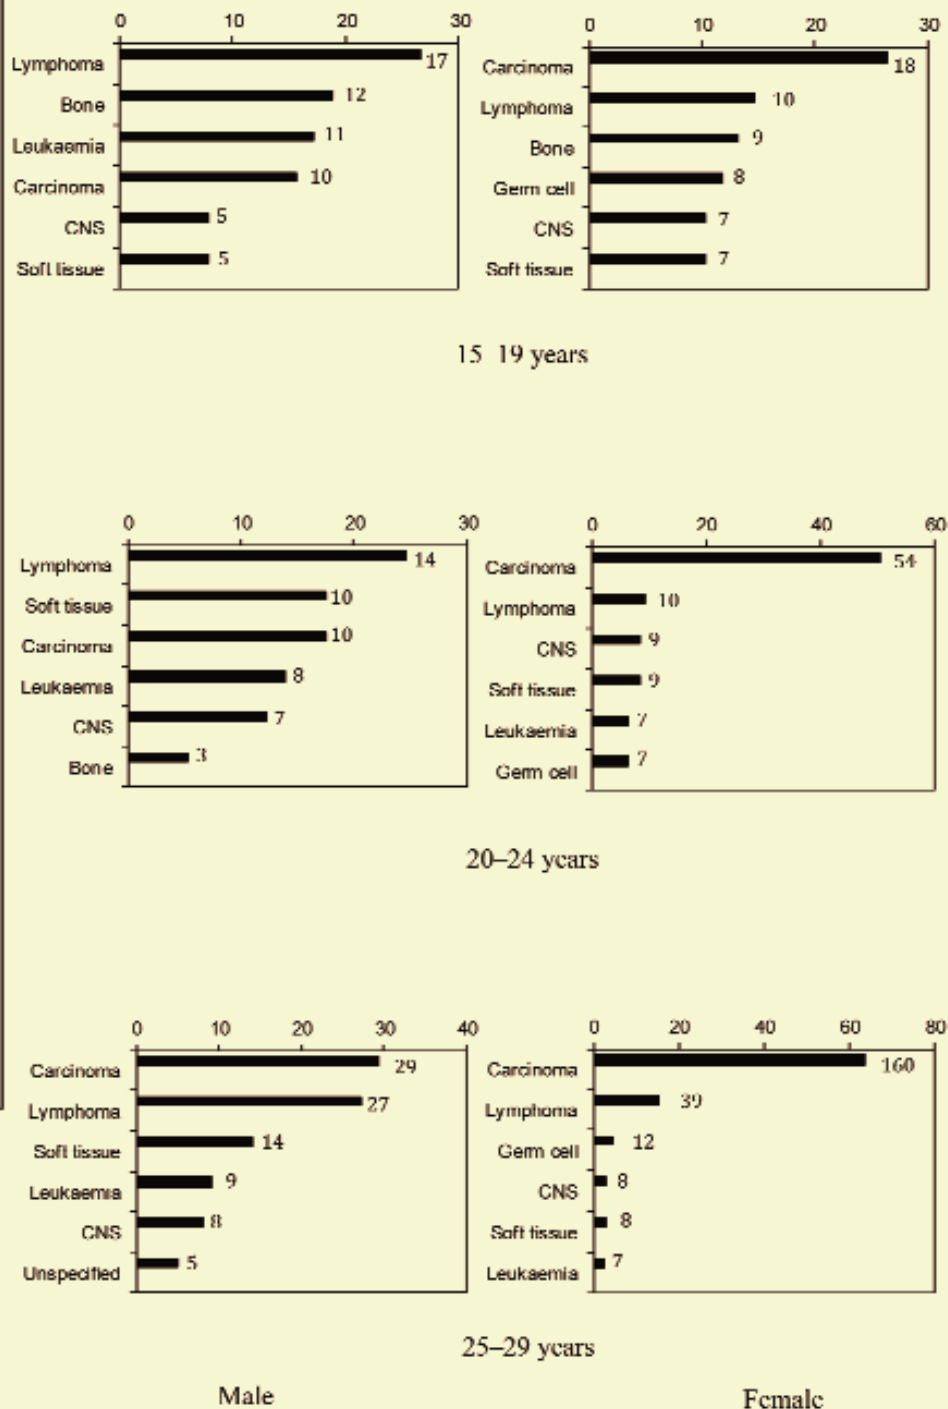 0 10 20 30
Lymphoma 17
Bone 12
Leukaemia 11
Carcinoma 10
CNS 5
Soft tissue 5
0 10 20 30
Carcinoma 18
Lymphoma 10
Bone 9
Germ cell 8
CNS 7
Soft tissue 7
15 19 years
0 10 20 30
Lymphoma 14
Soft tissue 10
Carcinoma 10
Leukaemia 8
CNS 7
Bone 3
0 20 40 60
Carcinoma 54
Lymphoma 10
CNS 9
Soft tissue 9
Leukaemia 7
Germ cell 7
20–24 years
0 10 20 30 40
Carcinoma 29
Lymphoma 27
Soft tissue 14
Leukaemia 9
CNS 8
Unspecified 5
0 20 40 60 80
Carcinoma 160
Lymphoma 39
Germ cell 12
CNS 8
Soft tissue 8
Leukaemia 7
25–29 years
Male Female